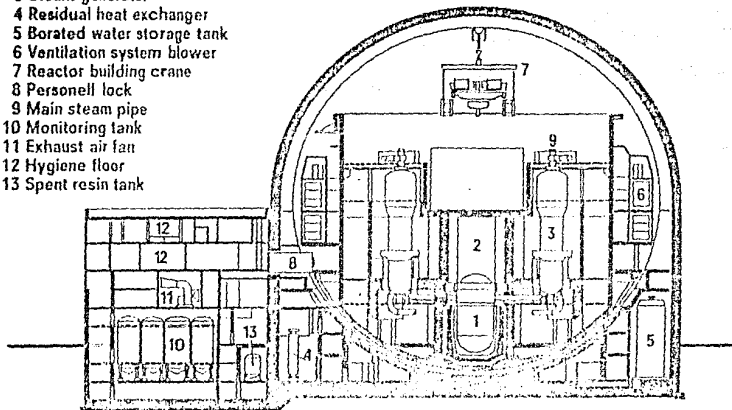 4 Residual heat exchanger
5 Borated water storage tank
6 Ventilation system blower
7 Reactor building crane
8 Personell lock
9 Main steam pipe
10 Monitoring tank
11 Exhaust air fan
12 Hygiene floor
13 Spent resin tank
7
9
6
12
2
3
12
8
11
1
13
10
4
5